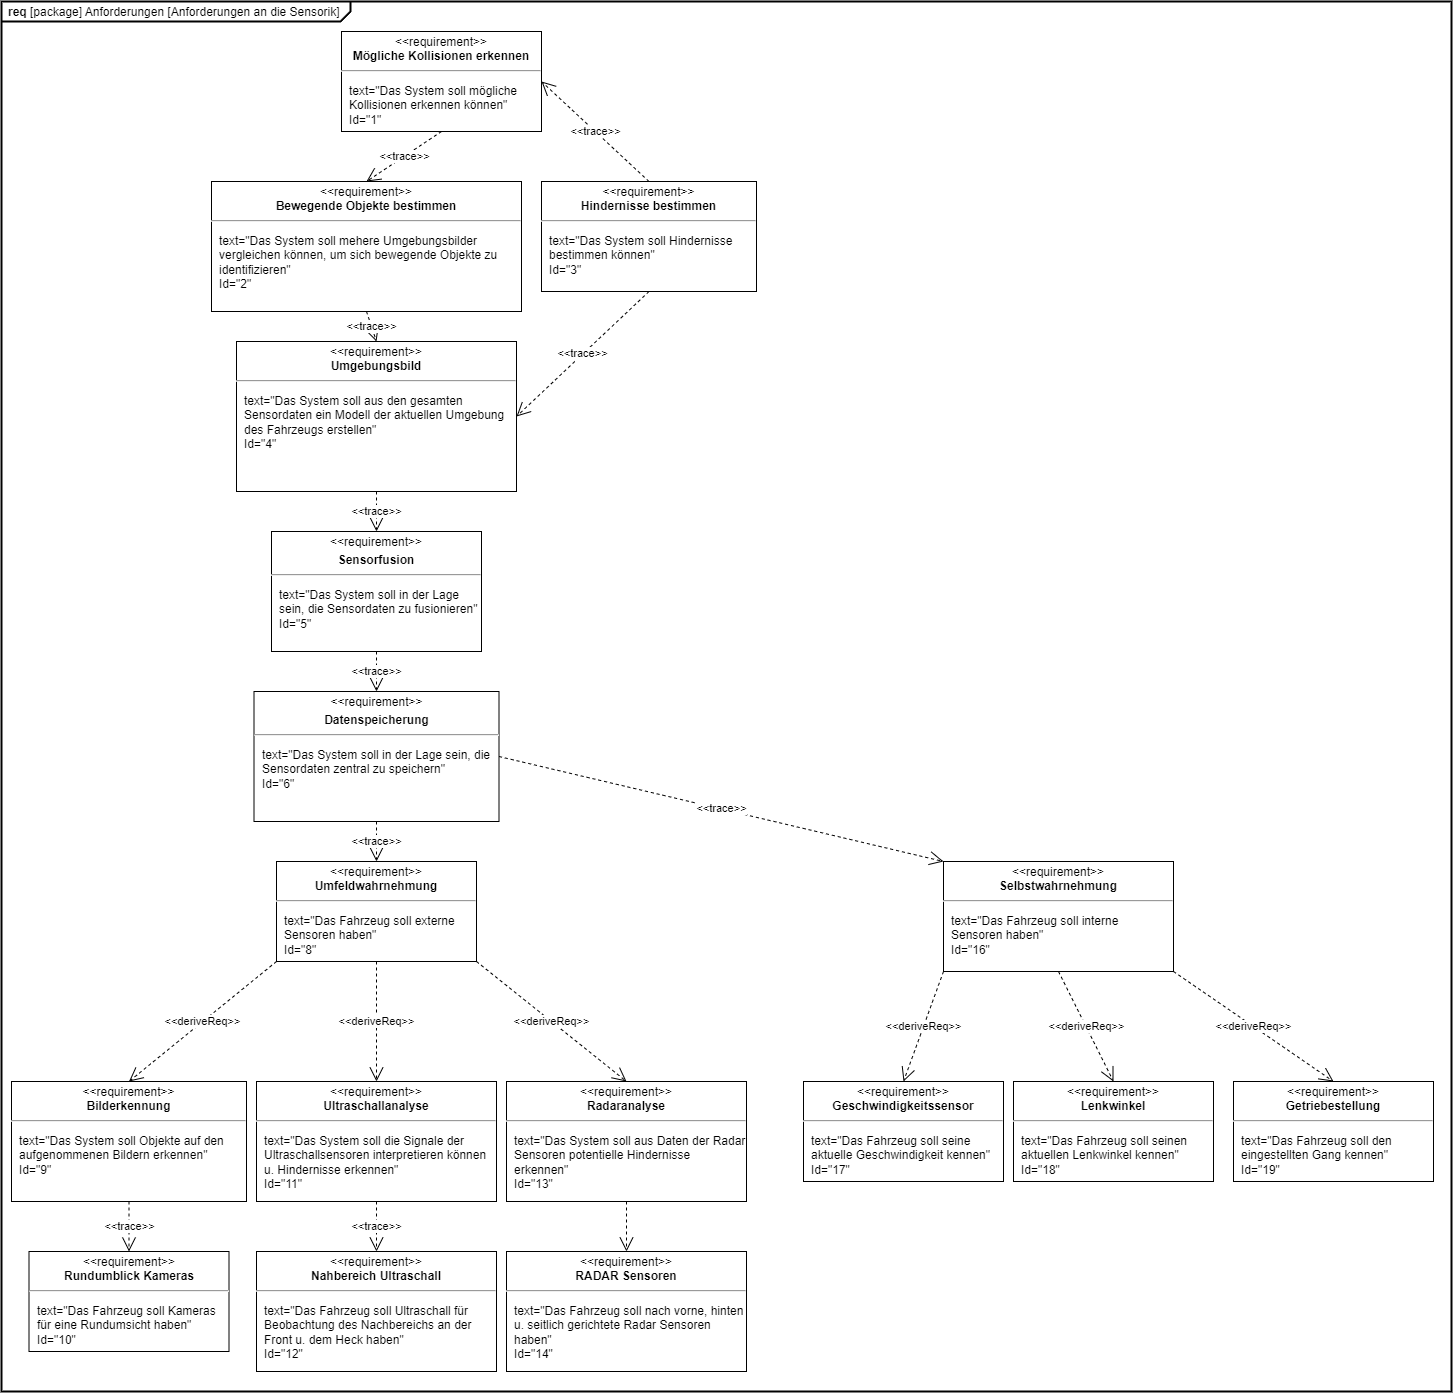 req [package] Anforderungen [Anforderungen an die Sensorik]
<<requirement>>
Mögliche Kollisionen erkennen
text="Das System soll mögliche
Kollisionen erkennen können"
Id="1"
<<trace>>
<<trace>>
<<requirement>>
Bewegende Objekte bestimmen
text="Das System soll mehere Umgebungsbilder
vergleichen können, um sich bewegende Objekte zu
identifizieren"
Id="2"
<<requirement>>
Hindernisse bestimmen
text="Das System soll Hindernisse
bestimmen können"
Id="3"
<<trace>>
<<trace>>
<<requirement>>
Umgebungsbild
text="Das System soll aus den gesamten
Sensordaten ein Modell der aktuellen Umgebung
des Fahrzeugs erstellen"
Id="4"
<<trace>>
<<requirement>>
Sensorfusion
text="Das System soll in der Lage
sein, die Sensordaten zu fusionieren"
Id="5"
<<trace>>
<<requirement>>
Datenspeicherung
text="Das System soll in der Lage sein, die
Sensordaten zentral zu speichern"
Id="6"
<<trace>>
<<trace>>
<<requirement>>
Umfeldwahrnehmung
text="Das Fahrzeug soll externe
Sensoren haben"
Id="8"
<<requirement>>
Selbstwahrnehmung
text="Das Fahrzeug soll interne
Sensoren haben"
Id="16"
<<deriveReq>>
<<deriveReq>>
<<deriveReq>>
<<deriveReq>>
<<deriveReq>>
<<deriveReq>>
<<requirement>>
Bilderkennung
text="Das System soll Objekte auf den
aufgenommenen Bildern erkennen"
Id="9"
<<requirement>>
Ultraschallanalyse
text="Das System soll die Signale der
Ultraschallsensoren interpretieren können
u. Hindernisse erkennen"
Id="11"
<<requirement>>
Radaranalyse
text="Das System soll aus Daten der Radar
Sensoren potentielle Hindernisse
erkennen"
Id="13"
<<requirement>>
Geschwindigkeitssensor
text="Das Fahrzeug soll seine
aktuelle Geschwindigkeit kennen"
Id="17"
<<requirement>>
Lenkwinkel
text="Das Fahrzeug soll seinen
aktuellen Lenkwinkel kennen"
Id="18"
<<requirement>>
Getriebestellung
text="Das Fahrzeug soll den
eingestellten Gang kennen"
Id="19"
<<trace>>
<<trace>>
<<requirement>>
Rundumblick Kameras
text="Das Fahrzeug soll Kameras
für eine Rundumsicht haben"
Id="10"
<<requirement>>
Nahbereich Ultraschall
text="Das Fahrzeug soll Ultraschall für
Beobachtung des Nahbereichs an der
Front u. dem Heck haben"
Id="12"
<<requirement>>
RADAR Sensoren
text="Das Fahrzeug soll nach vorne, hinten
u. seitlich gerichtete Radar Sensoren
haben"
Id="14"